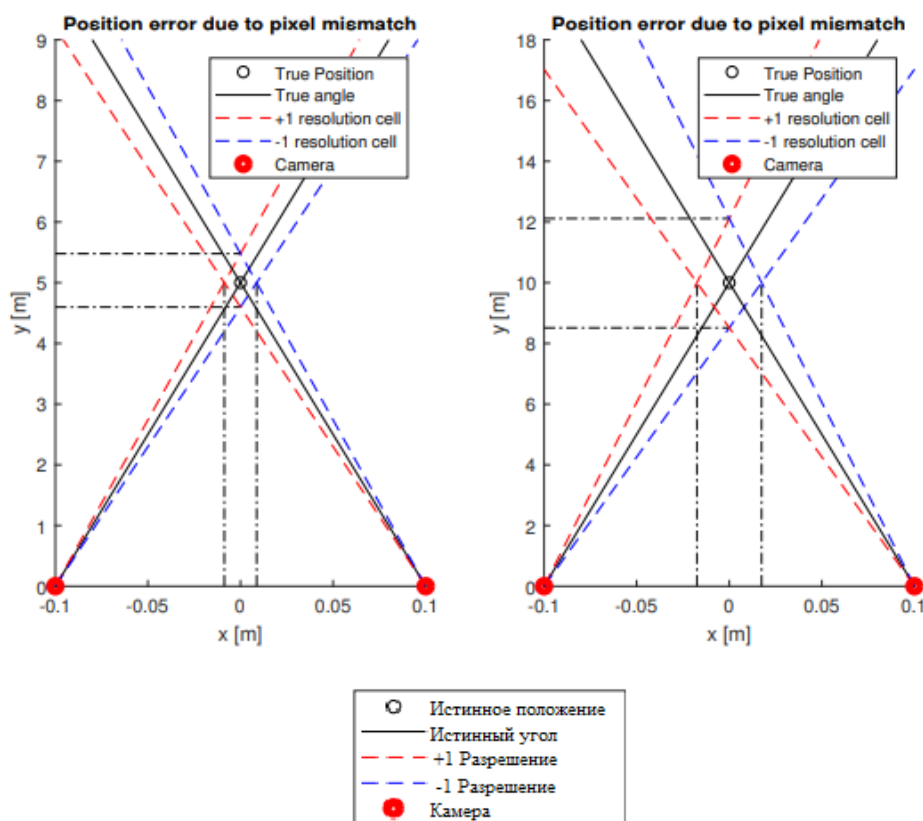 Position error due to pixel mismatch
9
8
7
6
5
4
3
2
1
0
y [m]
-0.1
-0.05
0
0.05
0.1
x [m]
True Position
True angle
+1 resolution cell
-1 resolution cell
Camera
Position error due to pixel mismatch
18
16
14
12
10
8
6
4
2
0
y [m]
-0.1
-0.05
0
0.05
0.1
x [m]
True Position
True angle
+1 resolution cell
-1 resolution cell
Camera
Истинное положение
Истинный угол
+1 Разрешение
-1 Разрешение
Камера